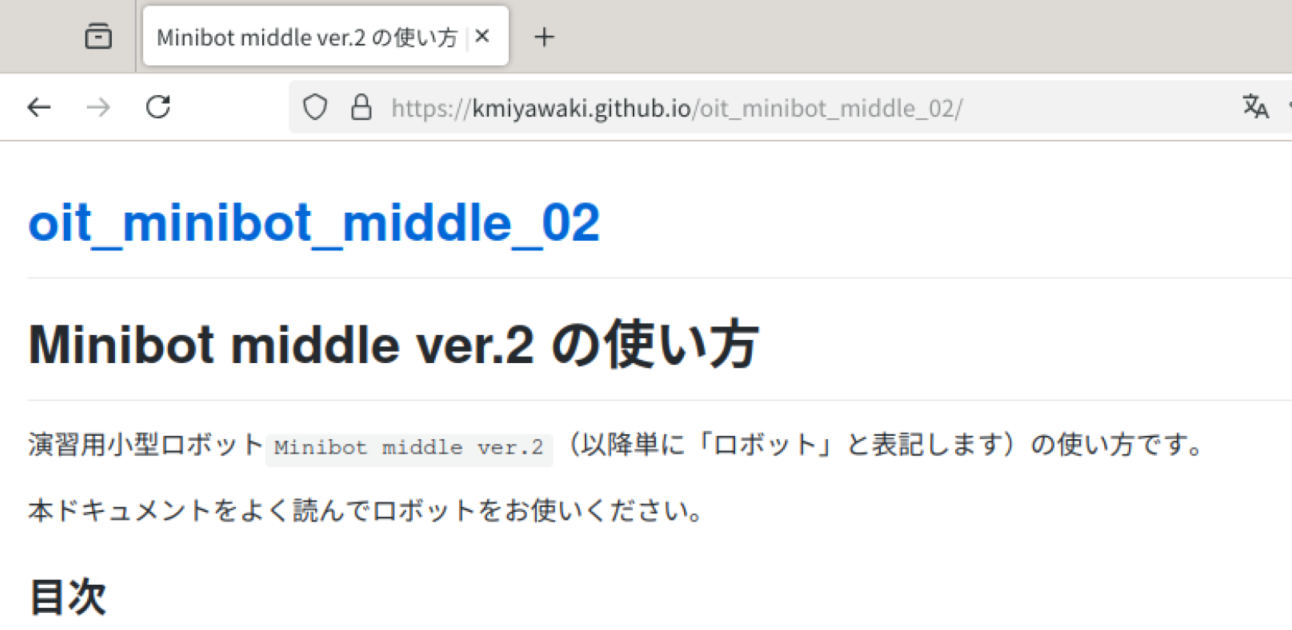 Minibot middle ver.2 の使い方
https://kmiyawaki.github.io/oit_minibot_middle_02/
oit_minibot_middle_02
Minibot middle ver.2 の使い方
演習用小型ロボット Minibot middle ver.2 （以降単に「ロボット」と表記します）の使い方です。
本ドキュメントをよく読んでロボットをお使いください。
目次